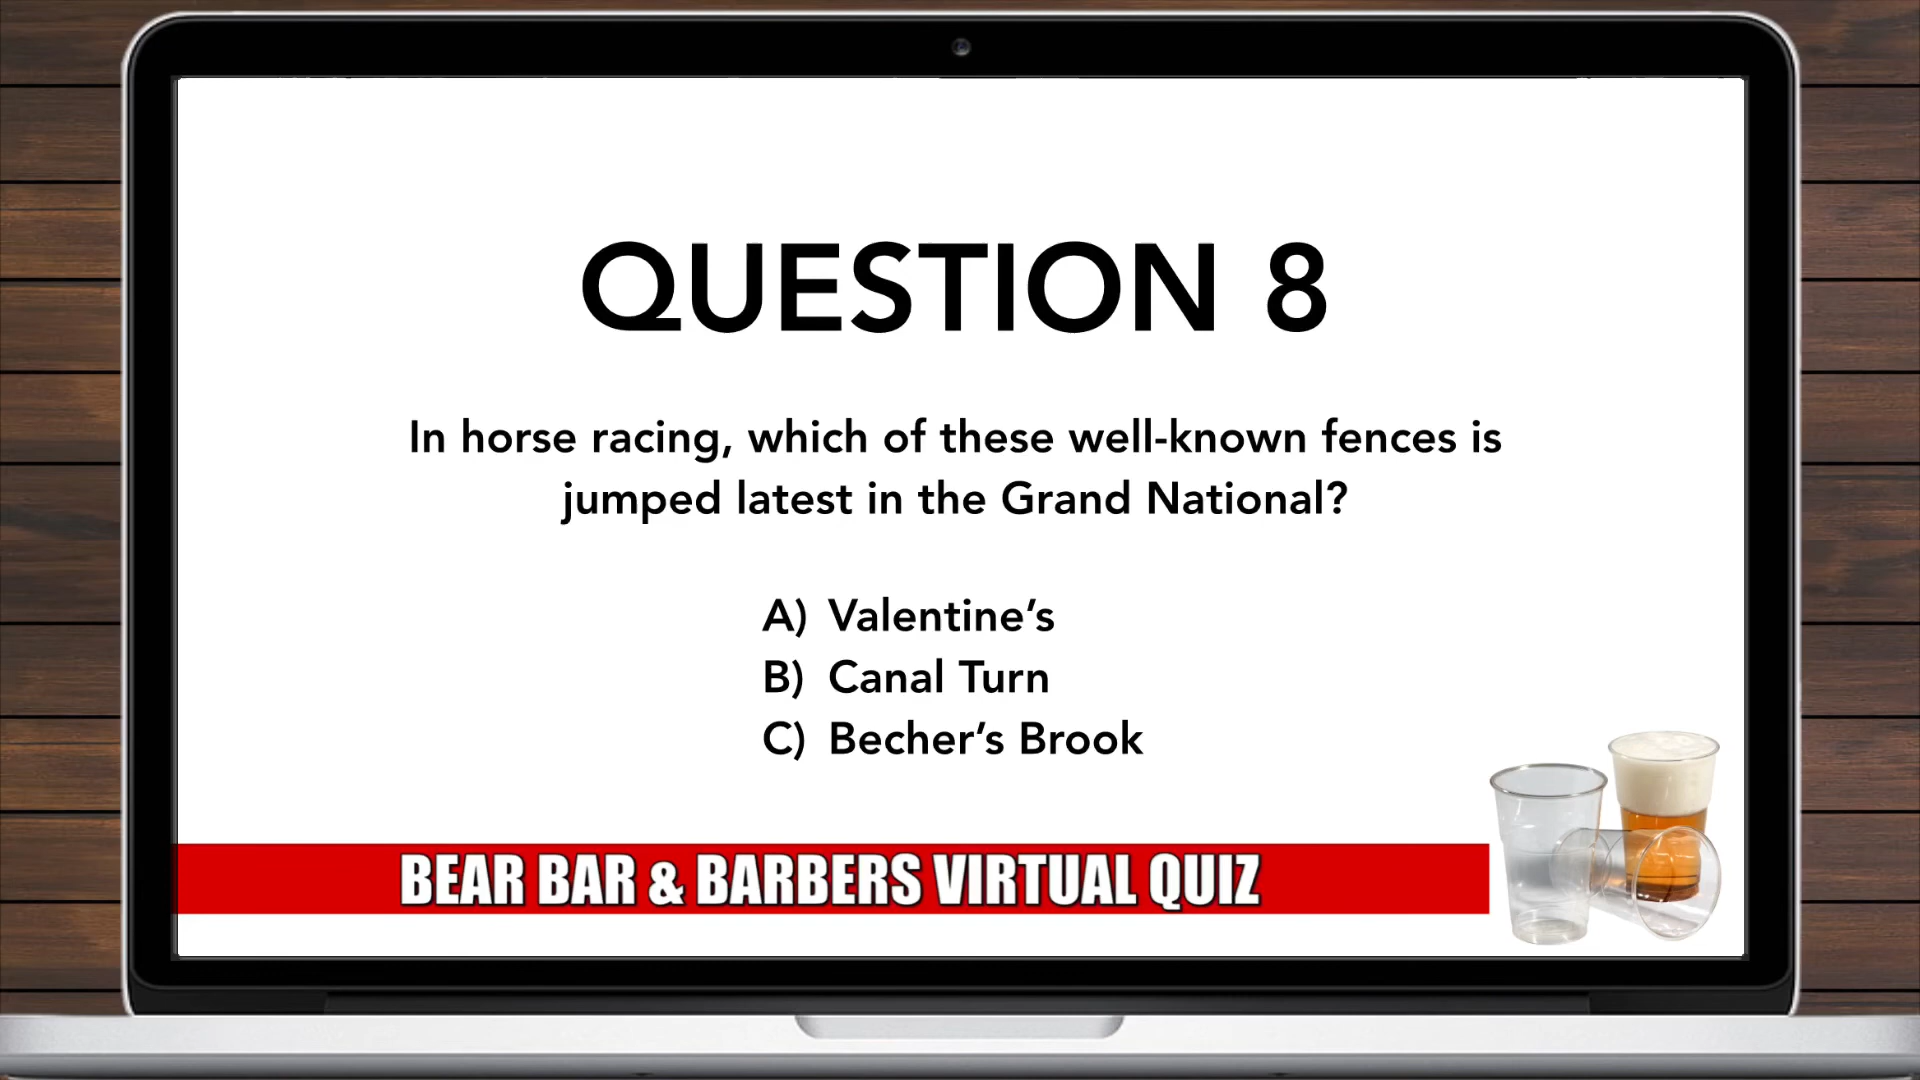 QUESTION 8
In horse racing, which of these well-known fences is
jumped latest in the Grand National?
A) Valentine’s
B) Canal Turn
C) Becher’s Brook
BEAR BAR & BARBERS VIRTUAL QUIZ